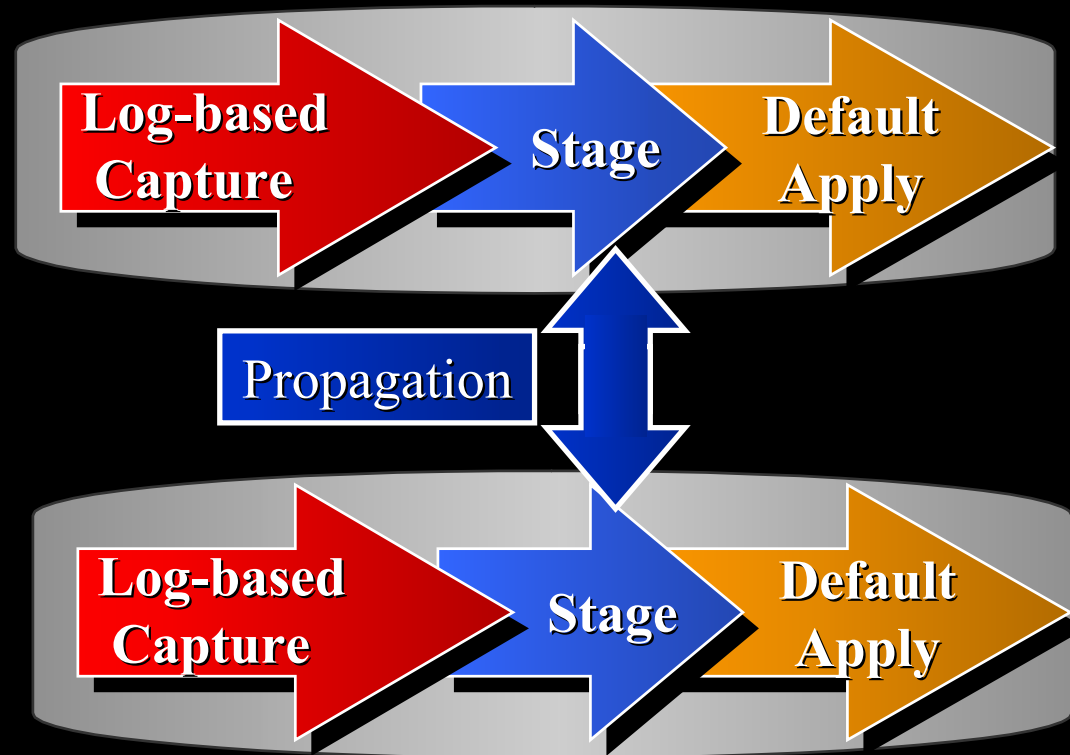 Log-based
Capture
Stage
Default
Apply
Propagation
Log-based
Capture
Stage
Default
Apply